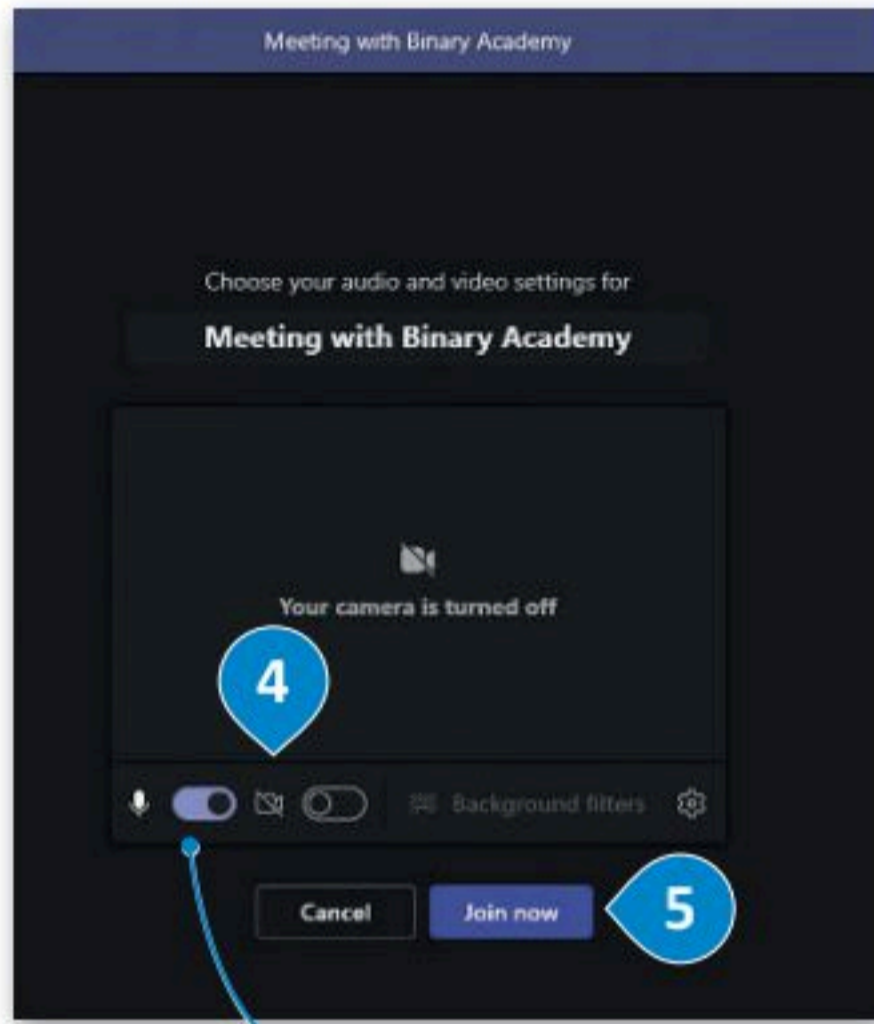 Meeting with Binary Academy
Choose your audio and video settings for
Meeting with Binary Academy
Your camera is turned off
4
Background filters
Cancel
Join now
5